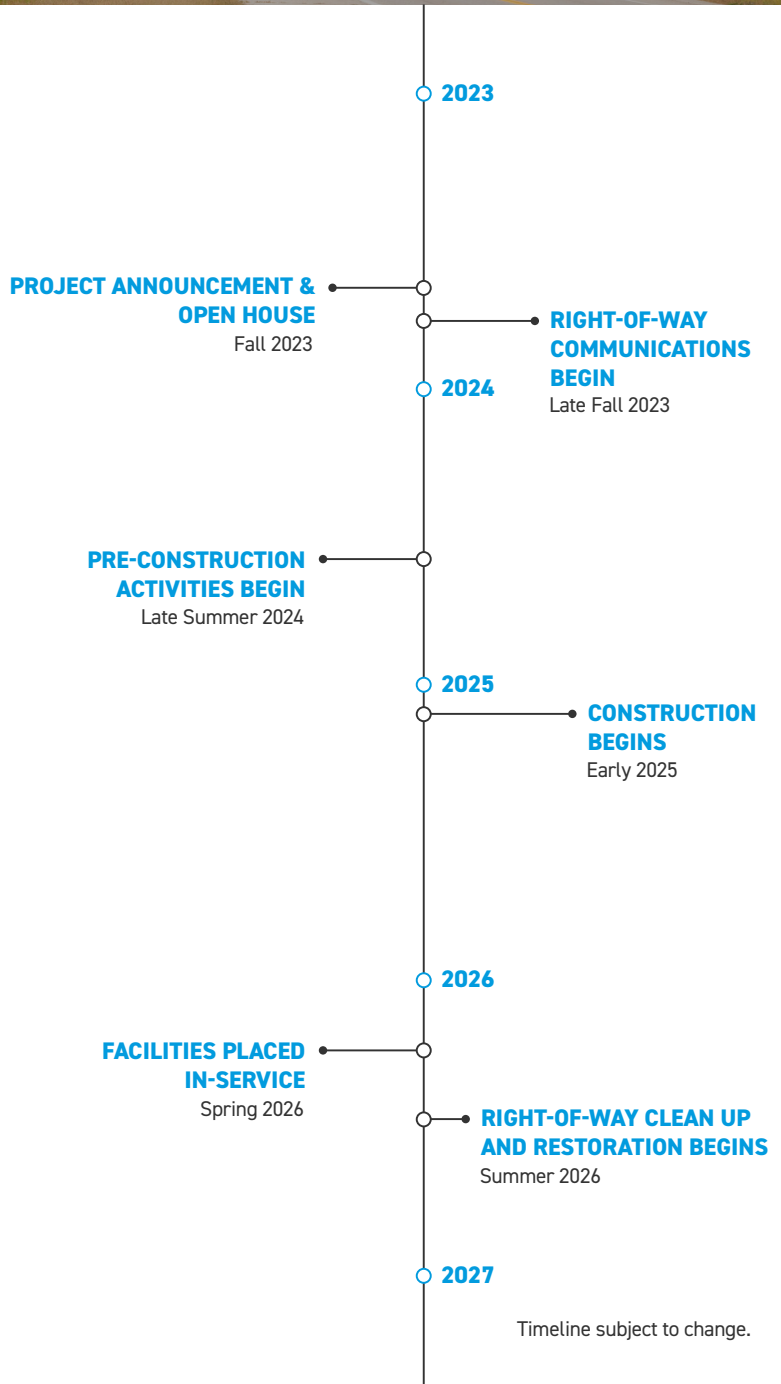 2023
PROJECT ANNOUNCEMENT &
OPEN HOUSE
Fall 2023
RIGHT-OF-WAY
COMMUNICATIONS
BEGIN
Late Fall 2023
2024
PRE-CONSTRUCTION
ACTIVITIES BEGIN
Late Summer 2024
2025
CONSTRUCTION
BEGINS
Early 2025
2026
FACILITIES PLACED
IN-SERVICE
Spring 2026
RIGHT-OF-WAY CLEAN UP
AND RESTORATION BEGINS
Summer 2026
2027
Timeline subject to change.